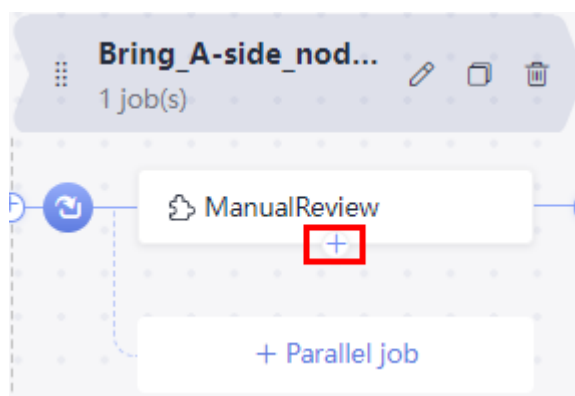 Bring_A-side_nod...
1 job(s)
ManualReview
+
+ Parallel job